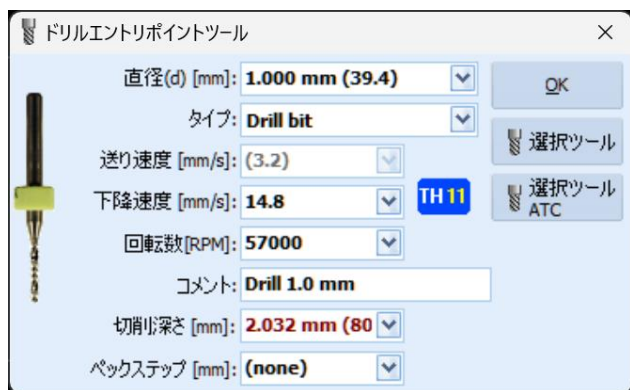 ドリルエントリポイントツール
直径(d) [mm]: 1.000 mm (39.4)
OK
タイプ: Drill bit
選択ツール
送り速度 [mm/s]: (3.2)
下降速度 [mm/s]: 14.8
TH 11
選択ツール
ATC
回転数[RPM]: 57000
コメント: Drill 1.0 mm
切削深さ [mm]: 2.032 mm (80
ペックステップ [mm]: (none)